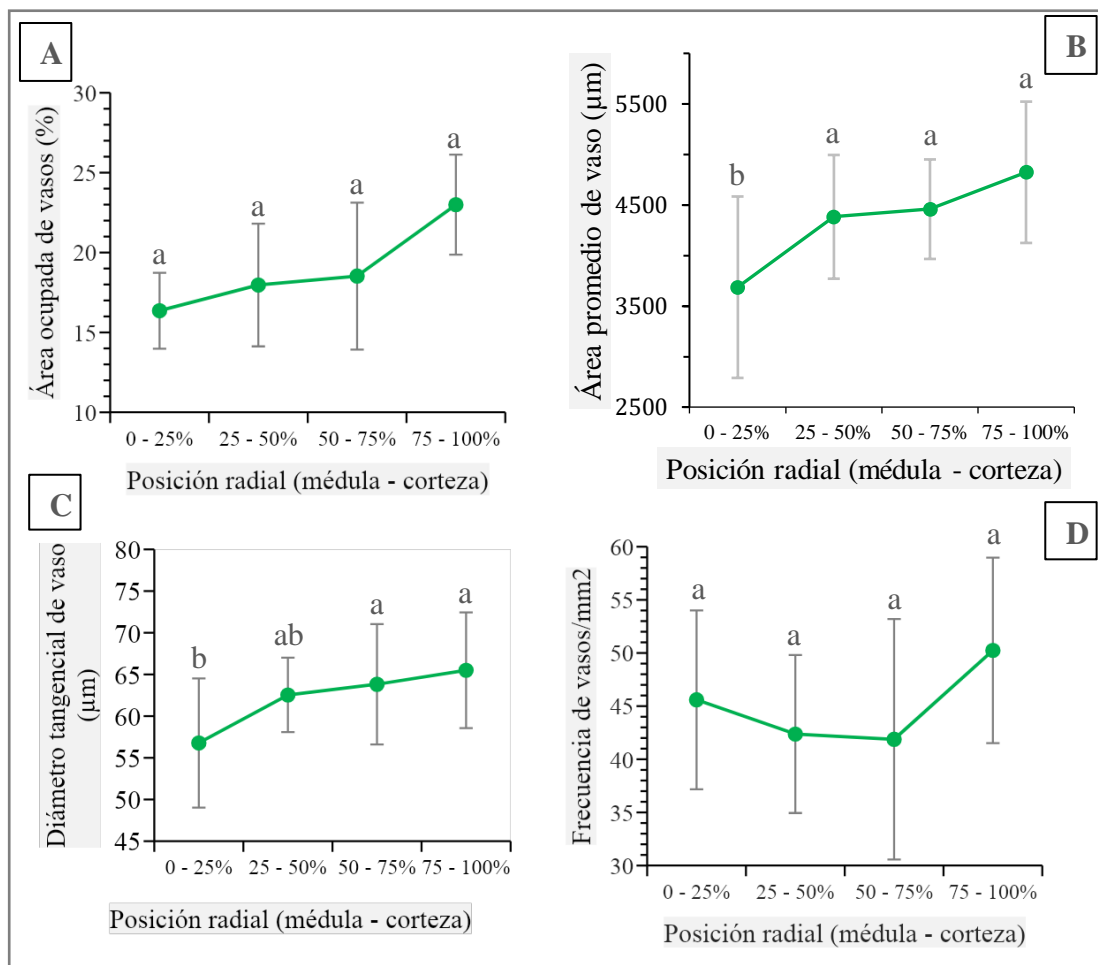 A
Área ocupada de vasos (%)
30
25
20
15
10
a
a
a
a
0 - 25%
25 - 50%
50 - 75%
75 - 100%
Posición radial (médula - corteza)
B
Área promedio de vaso (µm)
5500
4500
3500
2500
b
a
a
a
0 - 25%
25 - 50%
50 - 75%
75 - 100%
Posición radial (médula - corteza)
C
Diámetro tangencial de vaso
(µm)
80
75
70
65
60
55
50
45
b
ab
a
a
0 - 25%
25 - 50%
50 - 75%
75 - 100%
Posición radial (médula - corteza)
D
Frecuencia de vasos/mm2
60
55
50
45
40
35
30
a
a
a
a
0 - 25%
25 - 50%
50 - 75%
75 - 100%
Posición radial (médula - corteza)